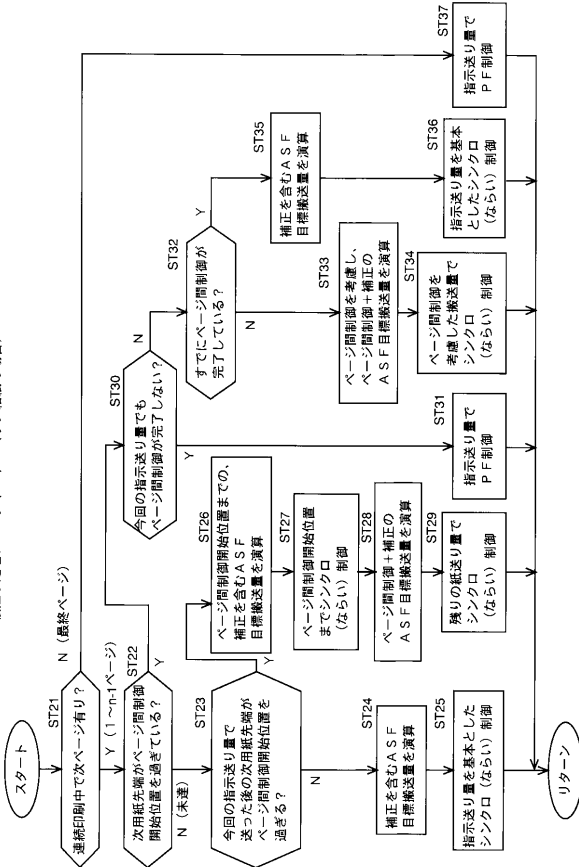 スタート
ST21
連続印刷中で次ページ有り？
N（最終ページ）
Y（1～n-1ページ）
ST22
次用紙先端がページ間制御
開始位置を過ぎている？
Y
N（未達）
ST23
今回の指示送り量で
送った後の次用紙先端が
ページ間制御開始位置を
過ぎる？
Y
N
ST24
補正を含むＡＳＦ
目標搬送量を演算
ST25
指示送り量を基本とした
シンクロ（ならい）制御
ST26
ページ間制御開始位置までの、
補正を含むＡＳＦ
目標搬送量を演算
ST27
ページ間制御開始位置
までシンクロ
（ならい）制御
ST28
ページ間制御＋補正の
ＡＳＦ目標搬送量を演算
ST29
残りの紙送り量で
シンクロ
（ならい）制御
ST30
今回の指示送り量でも
ページ間制御が完了しない？
N
Y
ST31
指示送り量で
ＰＦ制御
ST32
すでにページ間制御が
完了している？
Y
N
ST33
ページ間制御を考慮し、
ページ間制御＋補正の
ＡＳＦ目標搬送量を演算
ST34
ページ間制御を
考慮した搬送量で
シンクロ
（ならい）制御
ST35
補正を含むＡＳＦ
目標搬送量を演算
ST36
指示送り量を基本
としたシンクロ
（ならい）制御
ST37
指示送り量で
ＰＦ制御
リターン